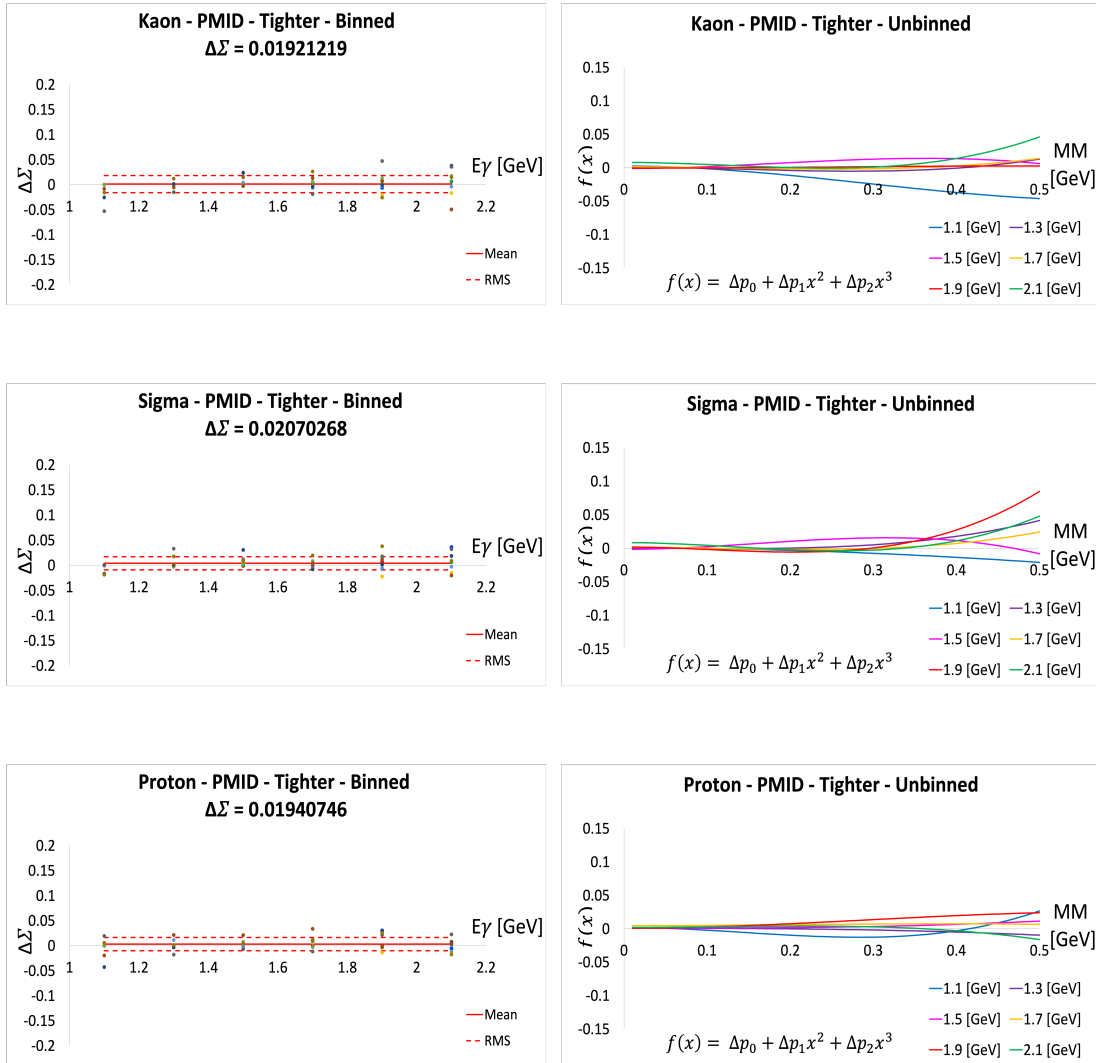 Kaon - PMID - Tighter - Binned
ΔΣ = 0.01921219
0.2
0.15
0.1
0.05
0
-0.05
-0.1
-0.15
-0.2
ΔΣ
1 1.2 1.4 1.6 1.8 2 2.2
Eγ [GeV]
Mean
RMS
Kaon - PMID - Tighter - Unbinned
0.15
0.1
0.05
0
-0.05
-0.1
-0.15
f(x)
0 0.1 0.2 0.3 0.4 0.5
MM
[GeV]
1.1 [GeV] 1.3 [GeV]
1.5 [GeV] 1.7 [GeV]
1.9 [GeV] 2.1 [GeV]
f(x) = Δp₀ + Δp₁x² + Δp₂x³
Sigma - PMID - Tighter - Binned
ΔΣ = 0.02070268
0.2
0.15
0.1
0.05
0
-0.05
-0.1
-0.15
-0.2
ΔΣ
1 1.2 1.4 1.6 1.8 2 2.2
Eγ [GeV]
Mean
RMS
Sigma - PMID - Tighter - Unbinned
0.15
0.1
0.05
0
-0.05
-0.1
-0.15
f(x)
0 0.1 0.2 0.3 0.4 0.5
MM
[GeV]
1.1 [GeV] 1.3 [GeV]
1.5 [GeV] 1.7 [GeV]
1.9 [GeV] 2.1 [GeV]
f(x) = Δp₀ + Δp₁x² + Δp₂x³
Proton - PMID - Tighter - Binned
ΔΣ = 0.01940746
0.2
0.15
0.1
0.05
0
-0.05
-0.1
-0.15
-0.2
ΔΣ
1 1.2 1.4 1.6 1.8 2 2.2
Eγ [GeV]
Mean
RMS
Proton - PMID - Tighter - Unbinned
0.15
0.1
0.05
0
-0.05
-0.1
-0.15
f(x)
0 0.1 0.2 0.3 0.4 0.5
MM
[GeV]
1.1 [GeV] 1.3 [GeV]
1.5 [GeV] 1.7 [GeV]
1.9 [GeV] 2.1 [GeV]
f(x) = Δp₀ + Δp₁x² + Δp₂x³